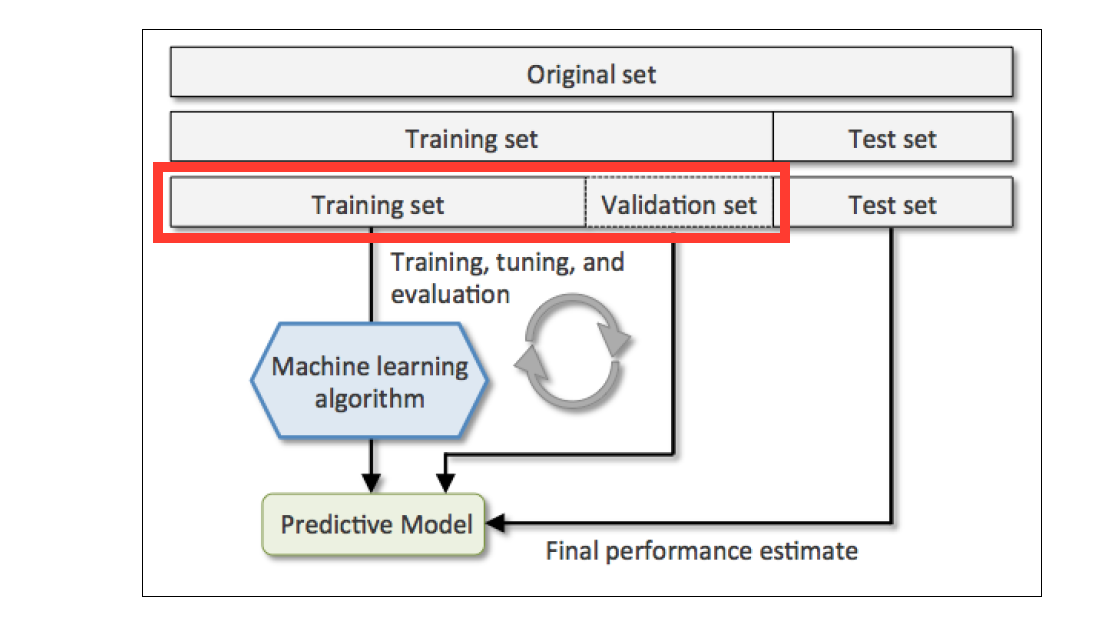 Original set
Training set
Test set
Training set
Validation set
Test set
Training, tuning, and
evaluation
Machine learning
algorithm
Predictive Model
Final performance estimate